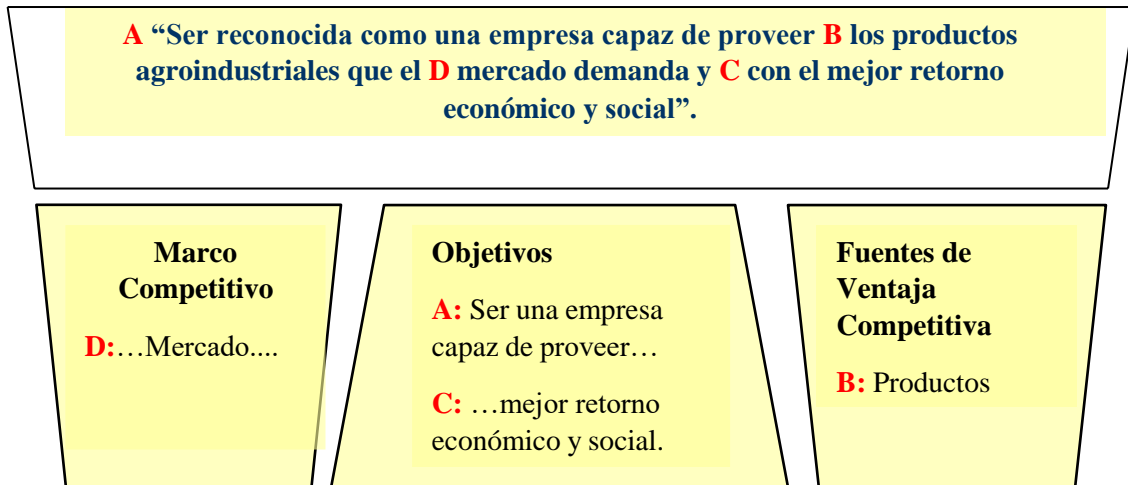 A “Ser reconocida como una empresa capaz de proveer B los productos
agroindustriales que el D mercado demanda y C con el mejor retorno
económico y social”.
Marco
Competitivo
D:…Mercado....
Objetivos
A: Ser una empresa
capaz de proveer…
C: …mejor retorno
económico y social.
Fuentes de
Ventaja
Competitiva
B: Productos